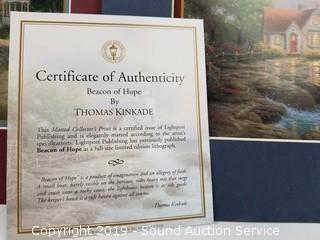 Certificate of Authenticity
Beacon of Hope
By
THOMAS KINKADE
This Matted Collector's Print is a certified issue of Lightpost
Publishing and is elegantly matted according to the artist's
specifications. Lightpost Publishing has previously published
Beacon of Hope as a full-size limited edition lithograph.
"Beacon of Hope" is a product of imagination and an allegory of faith.
A small boat, barely visible on the horizon, rides heavy seas that surge
and crash onto a rocky coast; the lighthouse beacon is its sole guide
The keeper's house is a safe haven against all storms.
-Thomas Kinkade
Copyright 2019 - Sound Auction Service